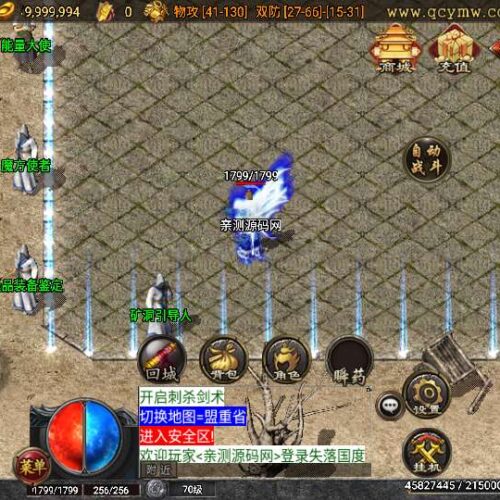 9,999,994
0
物攻 [41-130] 双防 [27-66]-[15-31]
www.qcymw.co
能量大使
商城
充值
魔方使者
自动
战斗
1799/1799
亲测源码网
品装备鉴定
矿洞引导人
回城
背包
角色
瞬药
开启刺杀剑术
切换地图=盟重省
设置
进入安全区!
欢迎玩家<亲测源码网>登录失落国度
菜单
附近
挂机
1799/1799
256/256
70级
45827445 / 215000